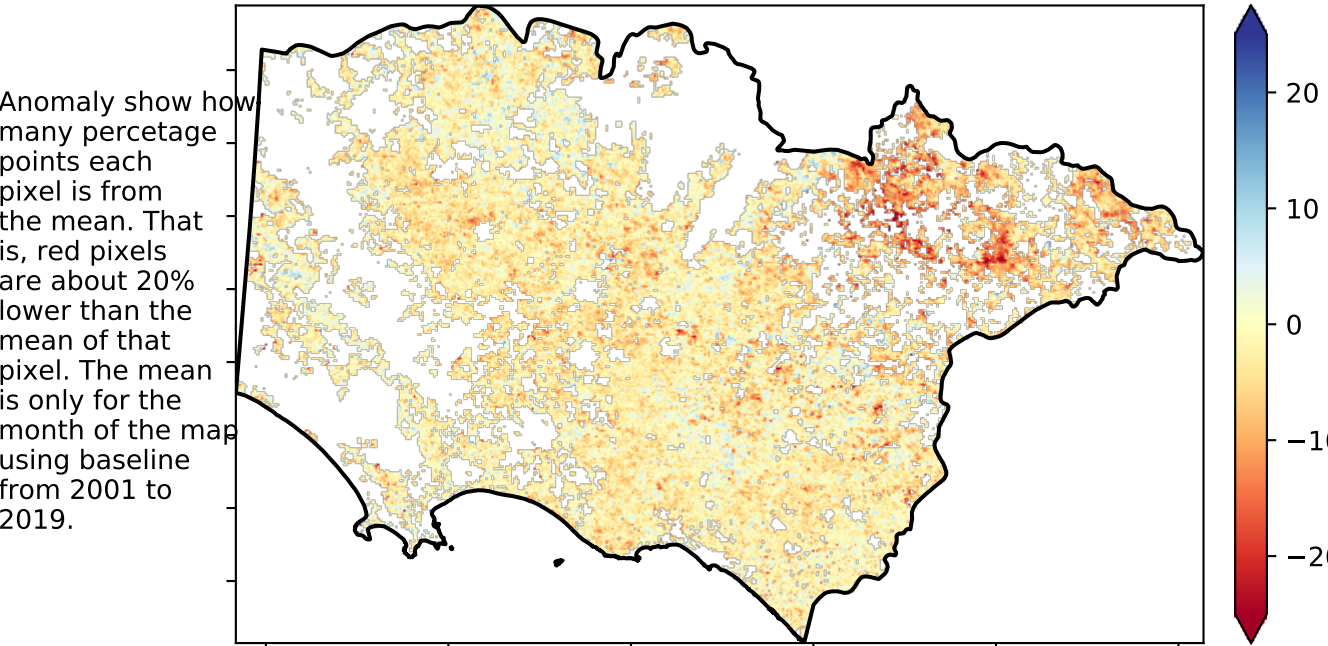 Anomaly show how
many percetage
points each
pixel is from
the mean. That
is, red pixels
are about 20%
lower than the
mean of that
pixel. The mean
is only for the
month of the map
using baseline
from 2001 to
2019.
20
10
0
−10
−20